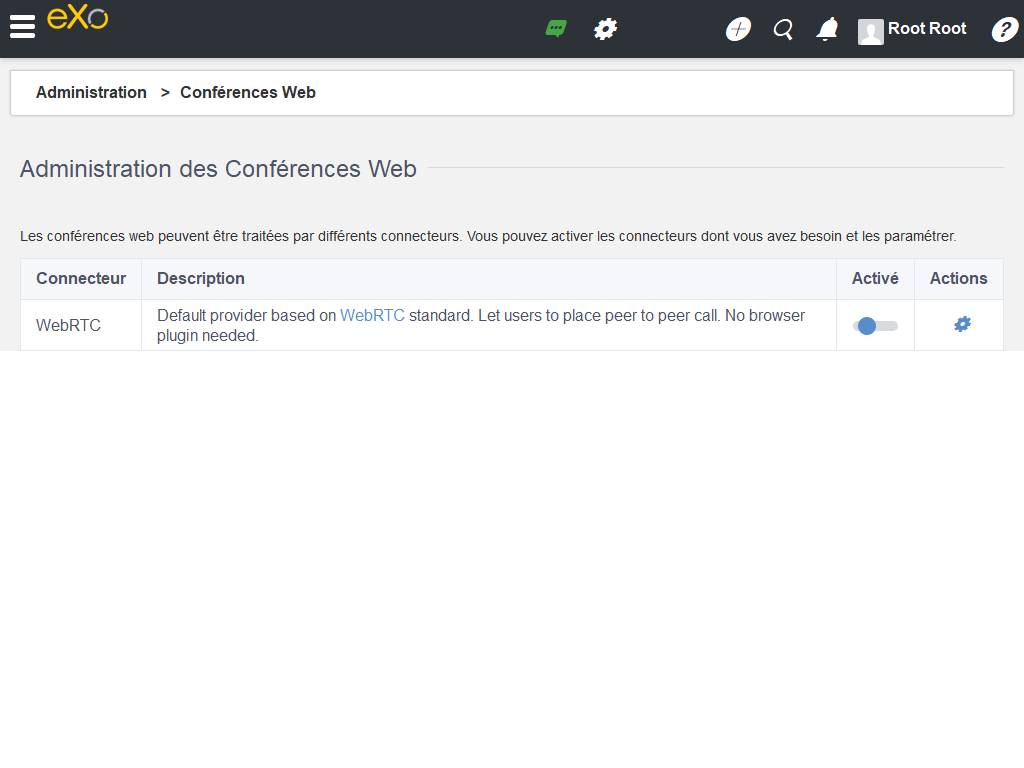 eXo
Root Root
?
Administration > Conférences Web
Administration des Conférences Web
Les conférences web peuvent être traitées par différents connecteurs. Vous pouvez activer les connecteurs dont vous avez besoin et les paramétrer.
Connecteur Description Activé Actions
WebRTC Default provider based on WebRTC standard. Let users to place peer to peer call. No browser
plugin needed.